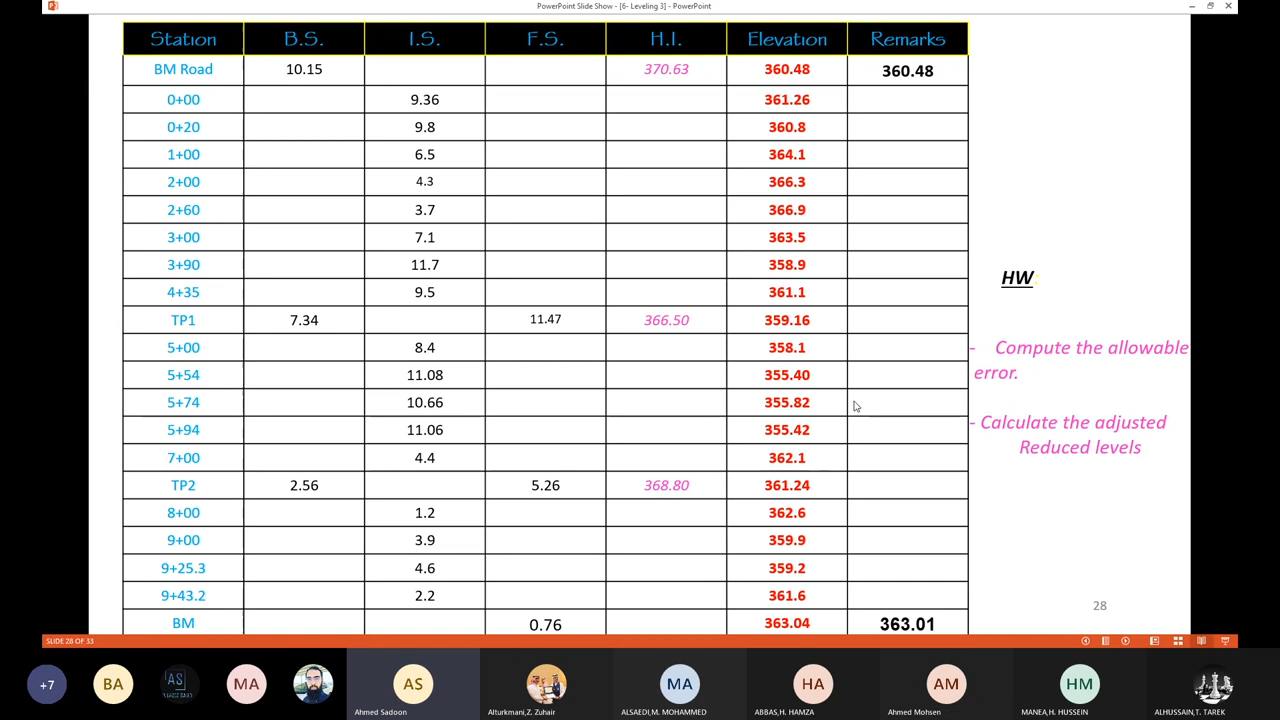 PowerPoint Slide Show - [6- Leveling 3] - PowerPoint
Station B.S. I.S. F.S. H.I. Elevation Remarks
BM Road 10.15 370.63 360.48 360.48
0+00 9.36 361.26
0+20 9.8 360.8
1+00 6.5 364.1
2+00 4.3 366.3
2+60 3.7 366.9
3+00 7.1 363.5
3+90 11.7 358.9
4+35 9.5 361.1
TP1 7.34 11.47 366.50 359.16
5+00 8.4 358.1
5+54 11.08 355.40
5+74 10.66 355.82
5+94 11.06 355.42
7+00 4.4 362.1
TP2 2.56 5.26 368.80 361.24
8+00 1.2 362.6
9+00 3.9 359.9
9+25.3 4.6 359.2
9+43.2 2.2 361.6
BM 0.76 363.04 363.01
HW:
- Compute the allowable
error.
- Calculate the adjusted
Reduced levels
28
SLIDE 28 OF 33
+7 BA AS MA AS MA HA AM HM
Ahmed Sadoon Alturkmani,Z. Zuhair ALSAEDI,M. MOHAMMED ABBAS,H. HAMZA Ahmed Mohsen MANEA,H. HUSSEIN ALHUSSAIN,T. TAREK